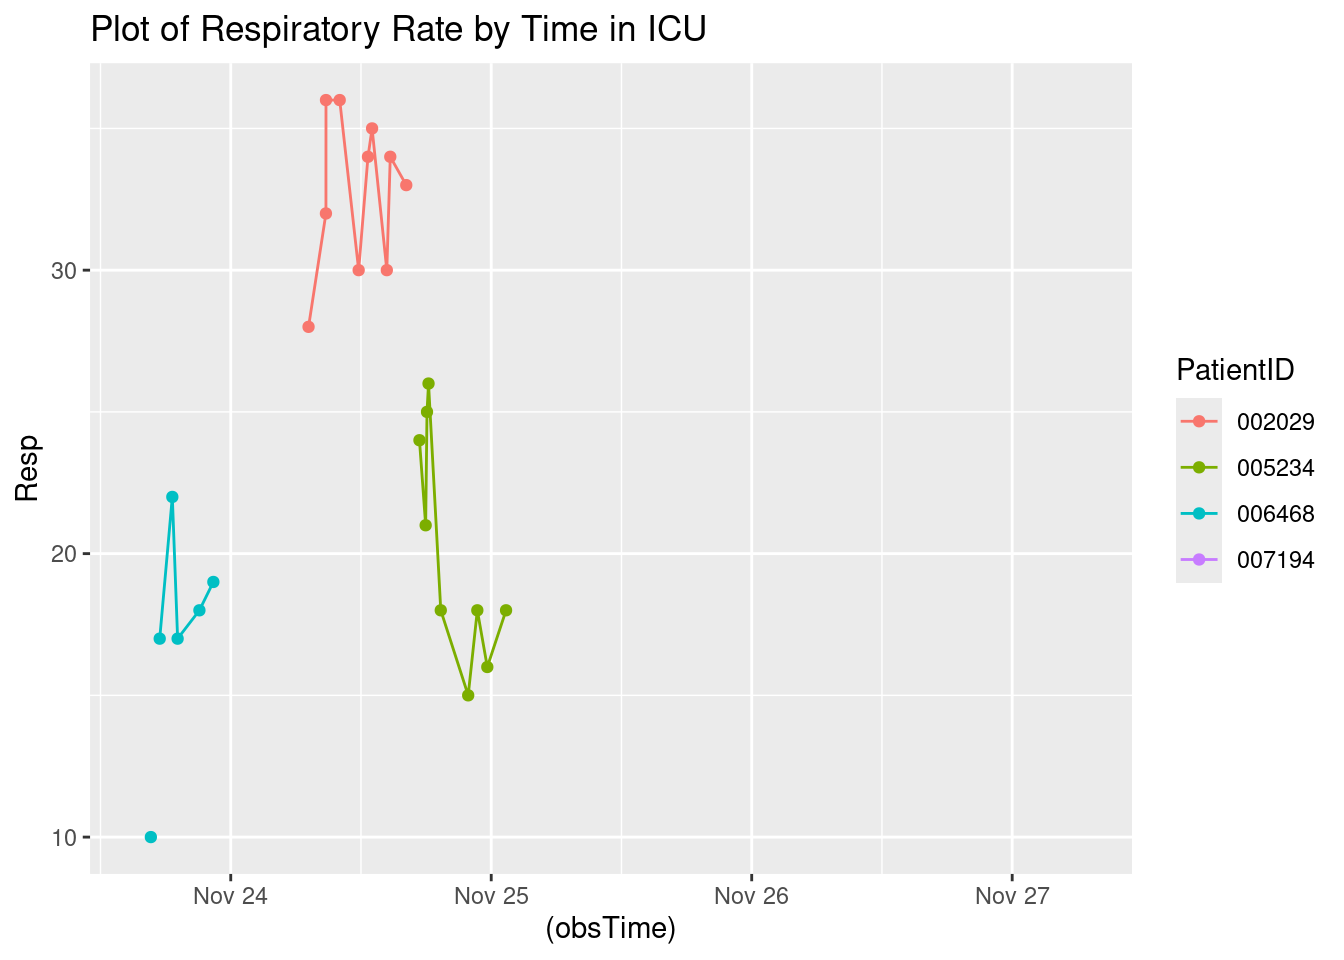 Plot of Respiratory Rate by Time in ICU
Resp
30
20
10
Nov 24
Nov 25
Nov 26
Nov 27
(obsTime)
PatientID
002029
005234
006468
007194